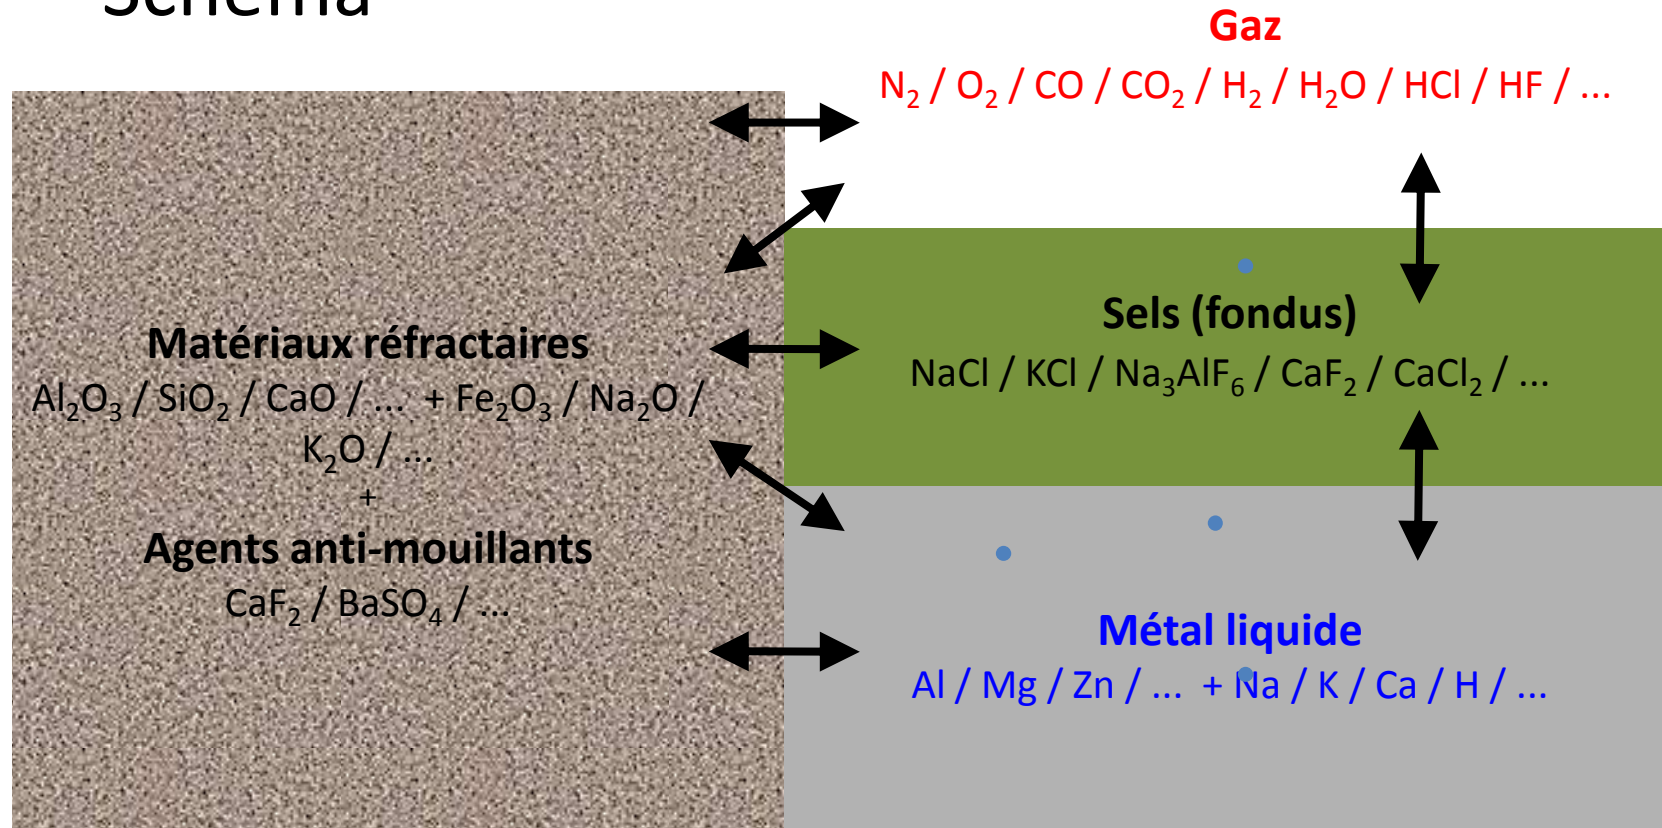 Schéma
Gaz
N₂ / O₂ / CO / CO₂ / H₂ / H₂O / HCl / HF / ...
Matériaux réfractaires
Al₂O₃ / SiO₂ / CaO / ... + Fe₂O₃ / Na₂O /
K₂O / ...
+
Agents anti-mouillants
CaF₂ / BaSO₄ / ...
Sels (fondus)
NaCl / KCl / Na₃AlF₆ / CaF₂ / CaCl₂ / ...
Métal liquide
Al / Mg / Zn / ... + Na / K / Ca / H / ...